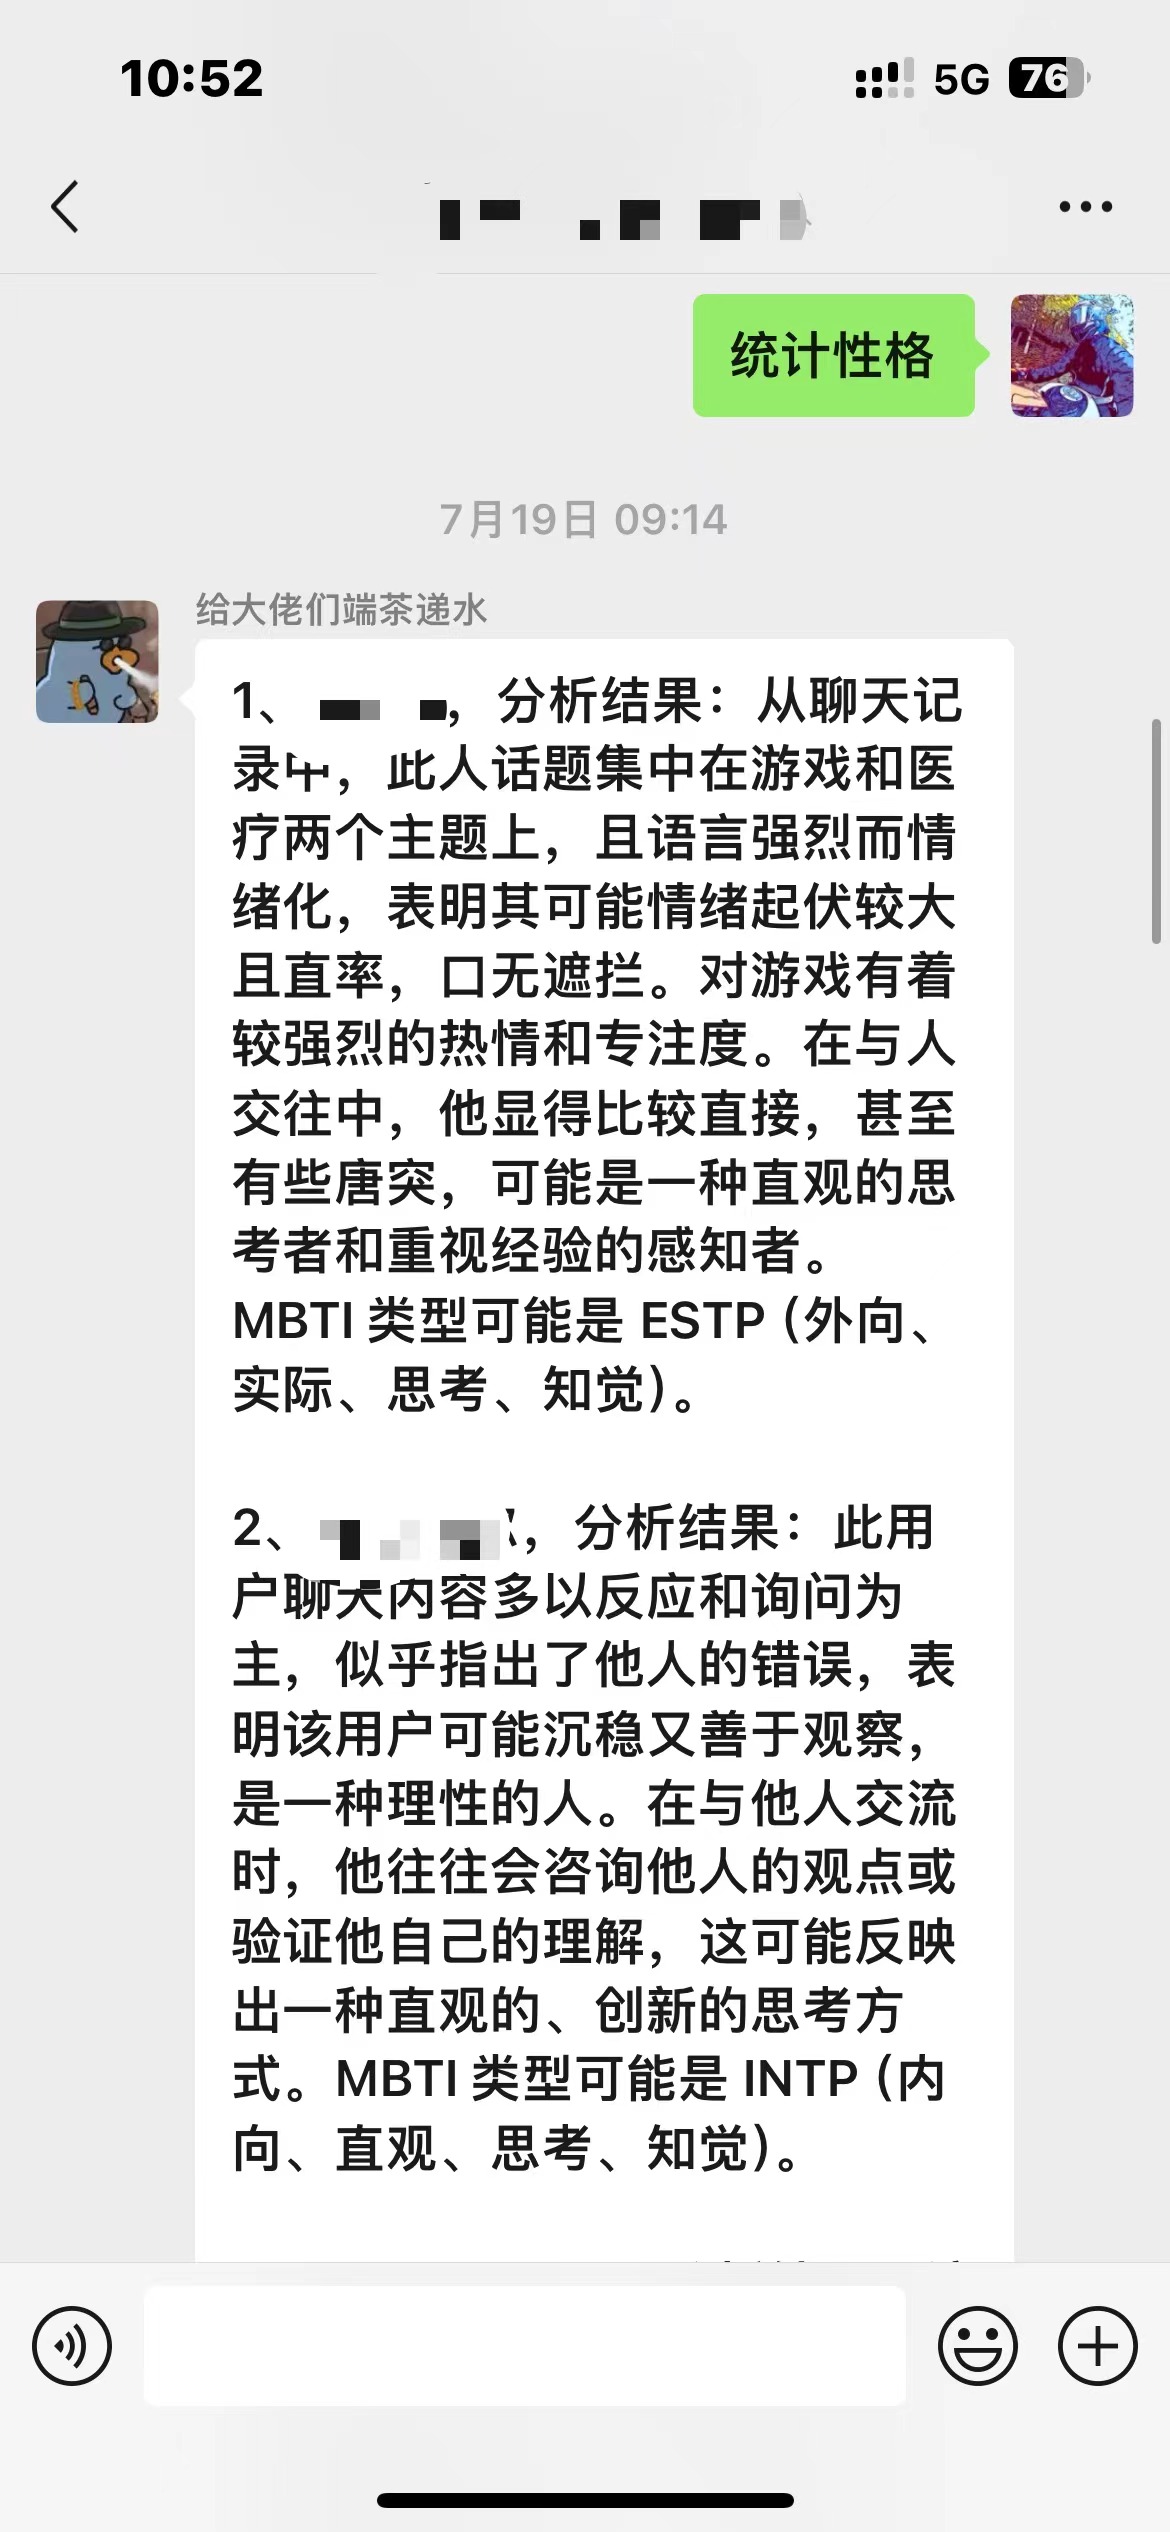 10:52
5G
76
统计性格
7月19日 09:14
给大佬们端茶递水
1、
，分析结果：从聊天记
录中，此人话题集中在游戏和医
疗两个主题上，且语言强烈而情
绪化，表明其可能情绪起伏较大
且直率，口无遮拦。对游戏有着
较强烈的热情和专注度。在与人
交往中，他显得比较直接，甚至
有些唐突，可能是一种直观的思
考者和重视经验的感知者。
MBTI 类型可能是 ESTP（外向、
实际、思考、知觉）。
2、
，分析结果：此用
户聊天内容多以反应和询问为
主，似乎指出了他人的错误，表
明该用户可能沉稳又善于观察，
是一种理性的人。在与他人交流
时，他往往会咨询他人的观点或
验证他自己的理解，这可能反映
出一种直观的、创新的思考方
式。MBTI 类型可能是 INTP（内
向、直观、思考、知觉）。